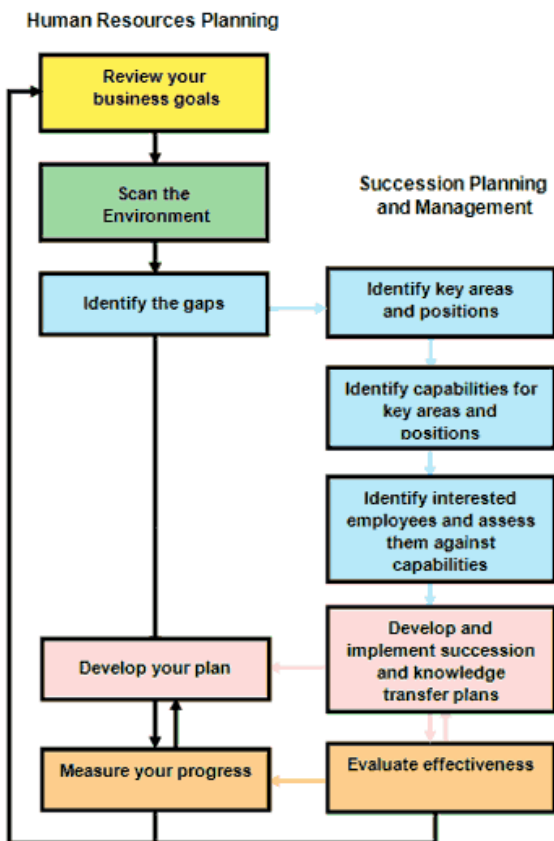 Human Resources Planning
Review your
business goals
Scan the
Environment
Identify the gaps
Develop your plan
Measure your progress
Succession Planning
and Management
Identify key areas
and positions
Identify capabilities for
key areas and
positions
Identify interested
employees and assess
them against
capabilities
Develop and
implement succession
and knowledge
transfer plans
Evaluate effectiveness